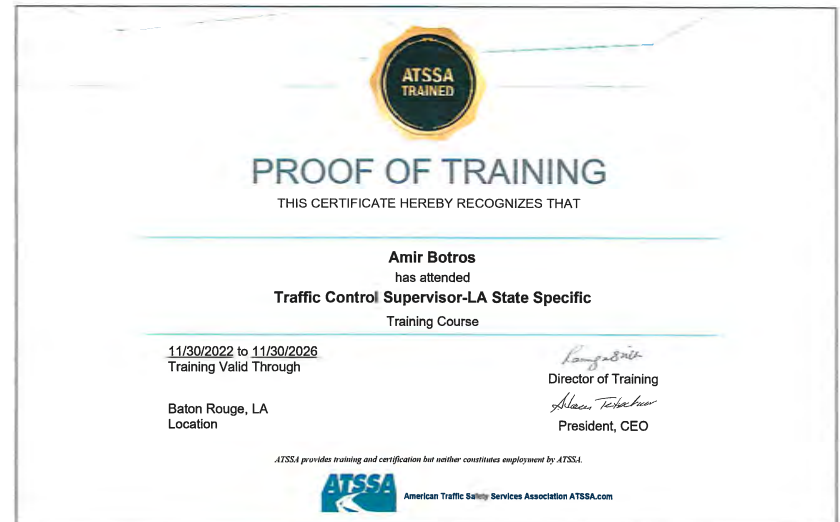 ATSSA
TRAINED
PROOF OF TRAINING
THIS CERTIFICATE HEREBY RECOGNIZES THAT
Amir Botros
has attended
Traffic Control Supervisor-LA State Specific
Training Course
11/30/2022 to 11/30/2026
Training Valid Through
Director of Training
Baton Rouge, LA
Location
President, CEO
ATSSA provides training and certification but neither constitutes employment by ATSSA.
ATSSA
American Traffic Safety Services Association ATSSA.com